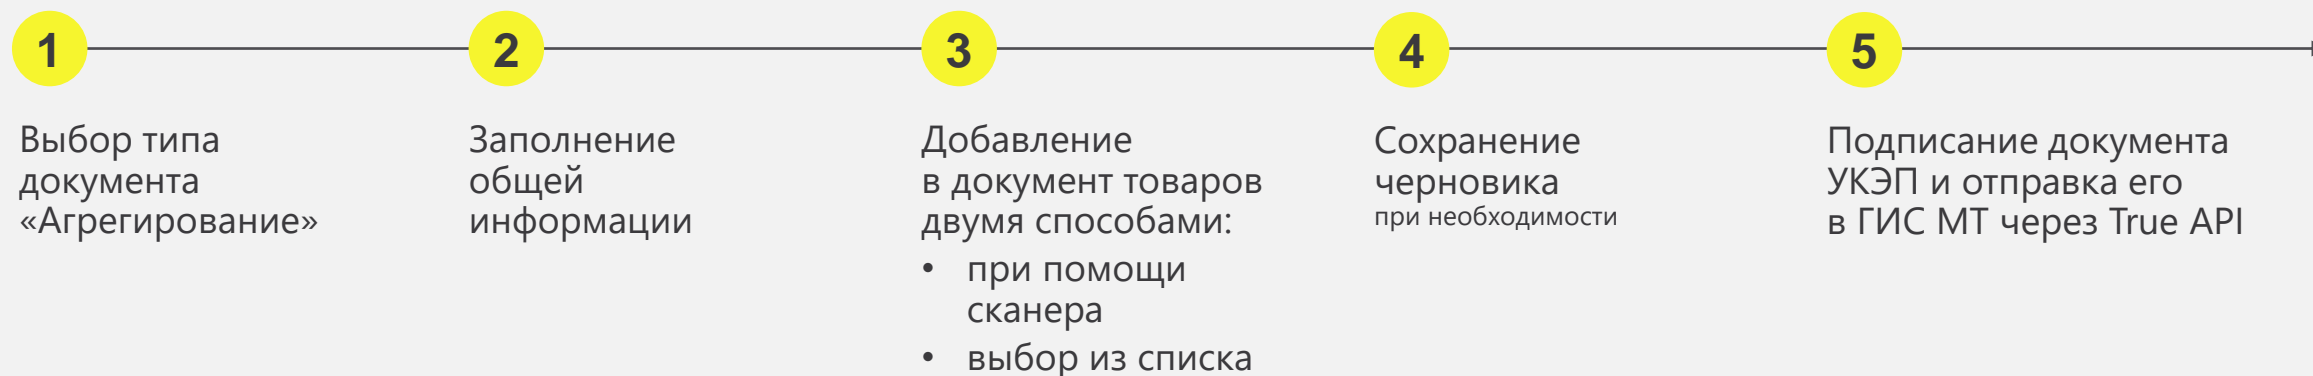 1
Выбор типа
документа
«Агрегирование»
2
Заполнение
общей
информации
3
Добавление
в документ товаров
двумя способами:
• при помощи
сканера
• выбор из списка
4
Сохранение
черновика
при необходимости
5
Подписание документа
УКЭП и отправка его
в ГИС МТ через True API